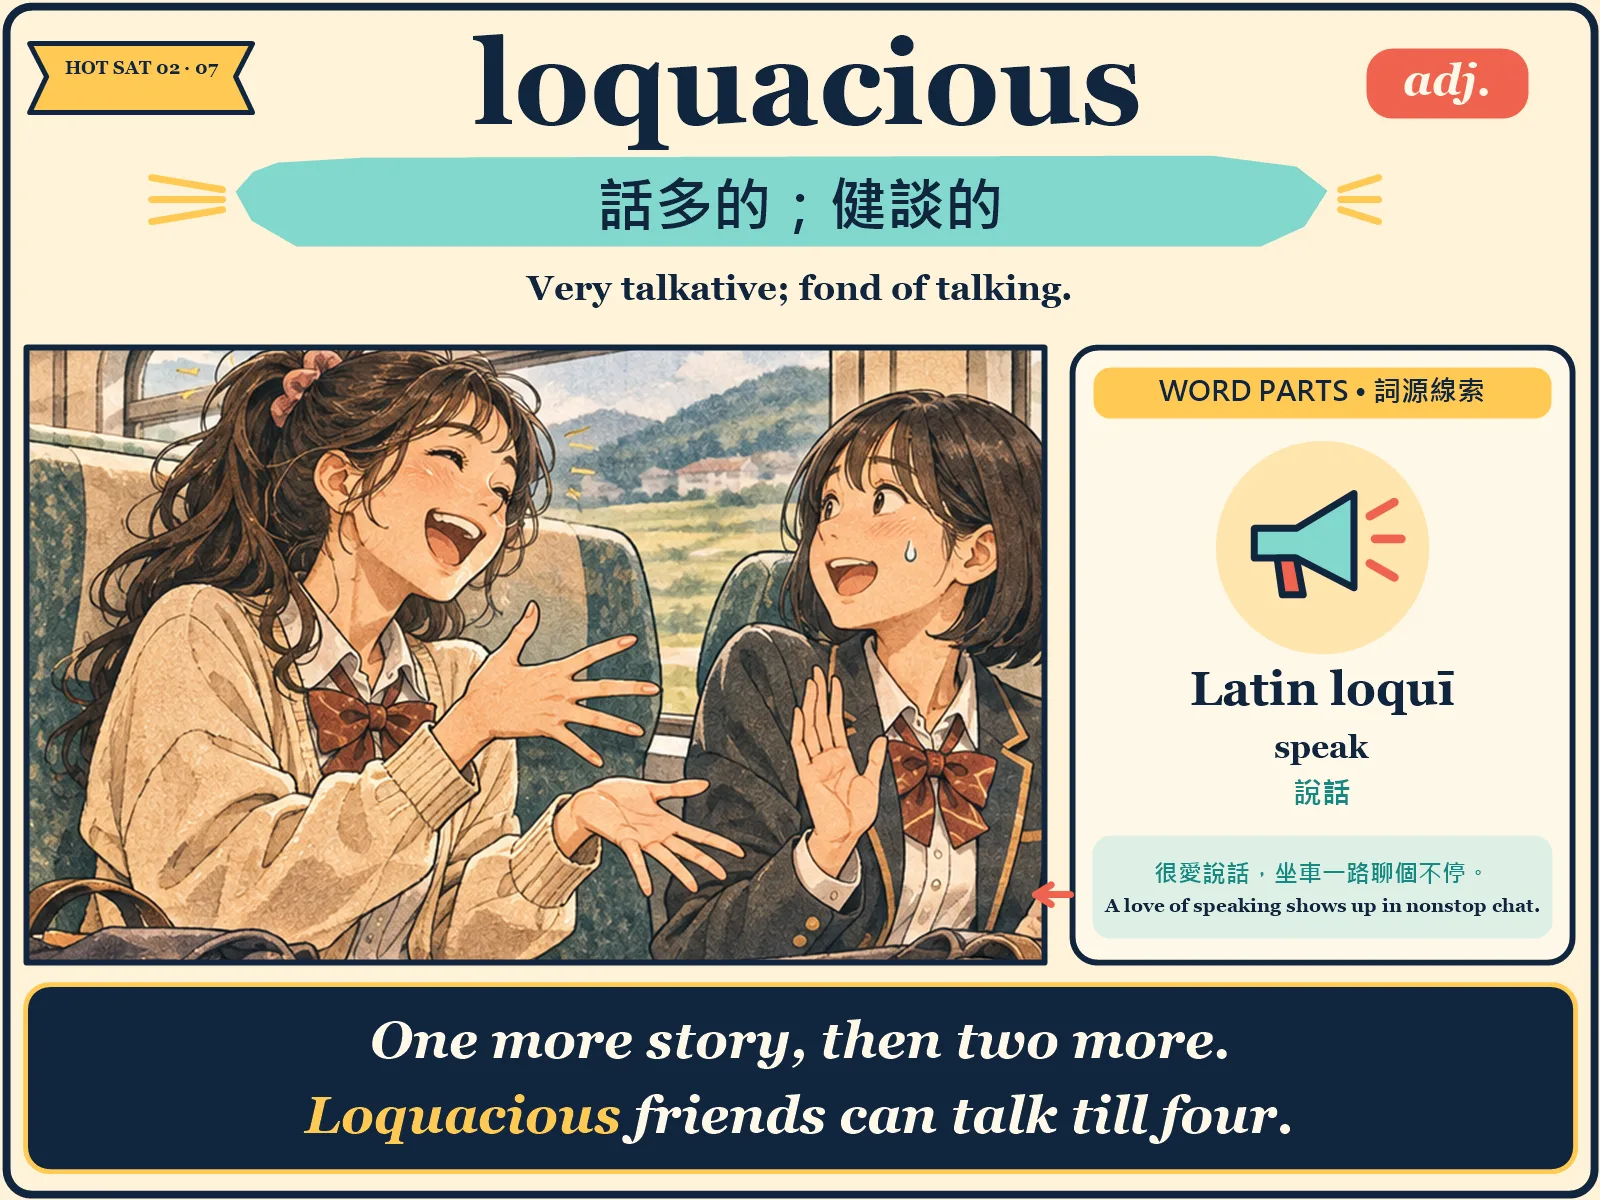 HOT SAT 02 · 07
loquacious
adj.
話多的；健談的
Very talkative; fond of talking.
WORD PARTS • 詞源線索
Latin loquī
speak
說話
很愛說話，坐車一路聊個不停。
A love of speaking shows up in nonstop chat.
One more story, then two more.
Loquacious friends can talk till four.